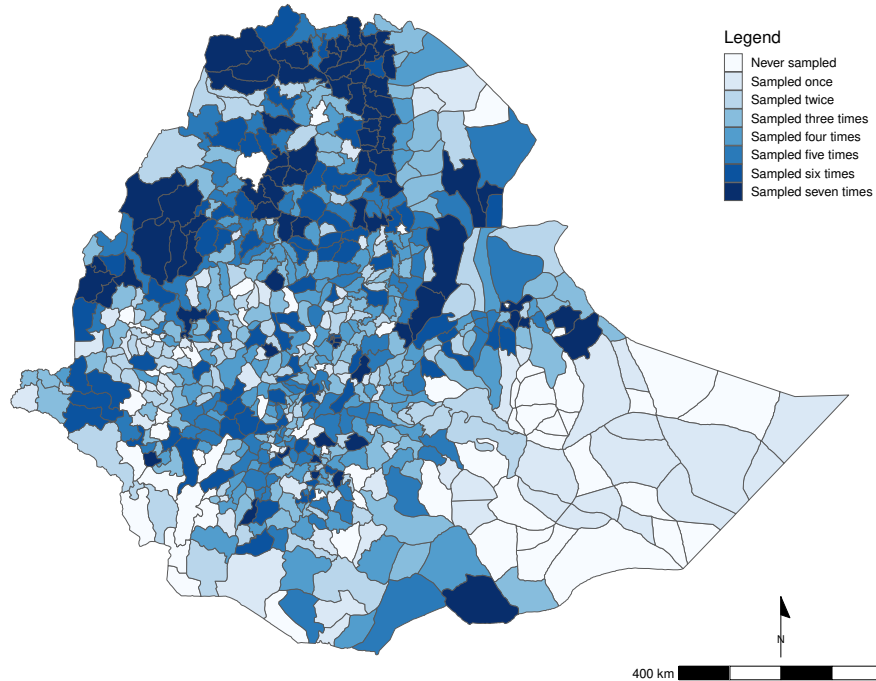 Legend
Never sampled
Sampled once
Sampled twice
Sampled three times
Sampled four times
Sampled five times
Sampled six times
Sampled seven times
N
400 km